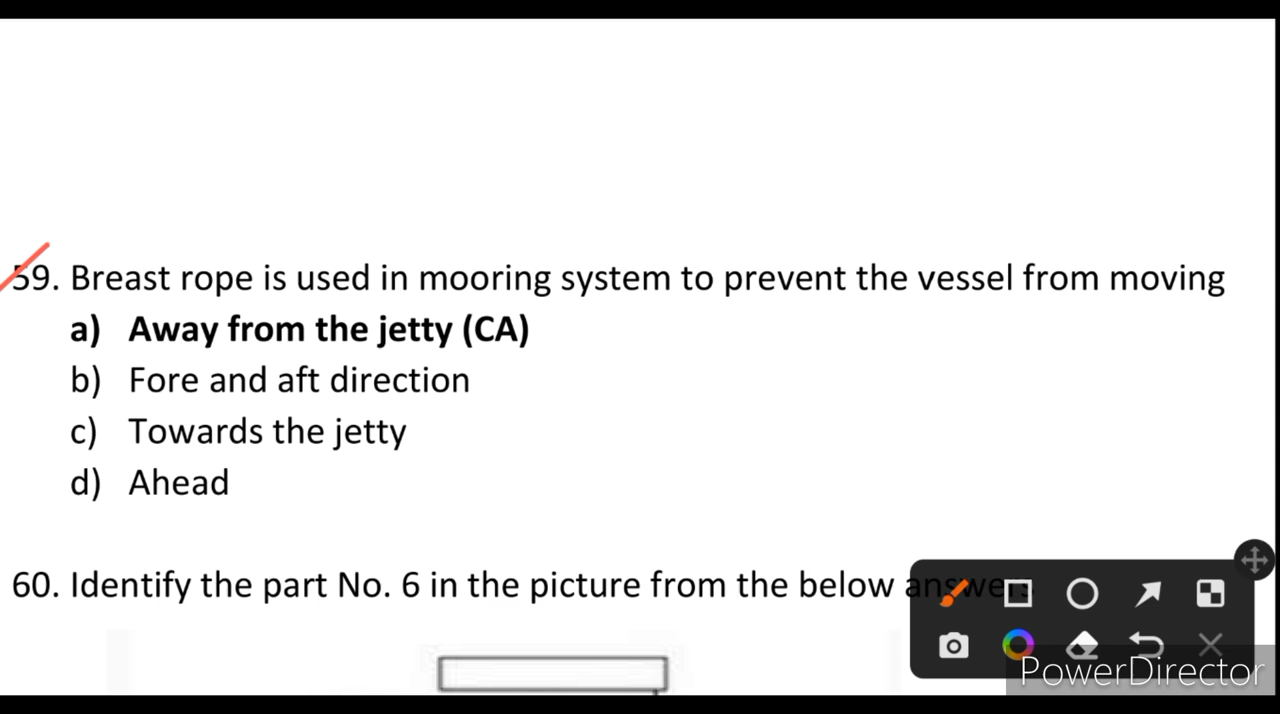 59. Breast rope is used in mooring system to prevent the vessel from moving
a) Away from the jetty (CA)
b) Fore and aft direction
c) Towards the jetty
d) Ahead
60. Identify the part No. 6 in the picture from the below answers
PowerDirector